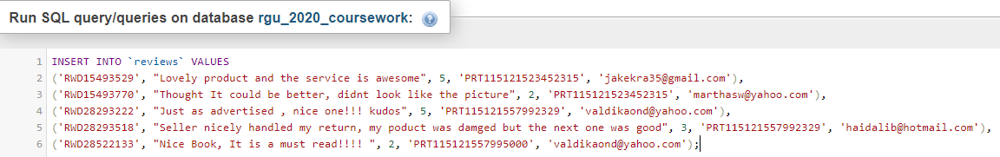 Run SQL query/queries on database rgu_2020_coursework:
1 INSERT INTO `reviews` VALUES
2 ('RWD15493529', "Lovely product and the service is awesome", 5, 'PRT115121523452315', 'jakekra35@gmail.com'),
3 ('RWD15493770', "Thought It could be better, didnt look like the picture", 2, 'PRT115121523452315', 'marthasw@yahoo.com'),
4 ('RWD28293222', "Just as advertised , nice one!!! kudos", 5, 'PRT115121557992329', 'valdikaond@yahoo.com'),
5 ('RWD28293518', "Seller nicely handled my return, my poduct was damged but the next one was good", 3, 'PRT115121557992329', 'haidalib@hotmail.com'),
6 ('RWD28522133', "Nice Book, It is a must read!!!! ", 2, 'PRT115121557995000', 'valdikaond@yahoo.com');